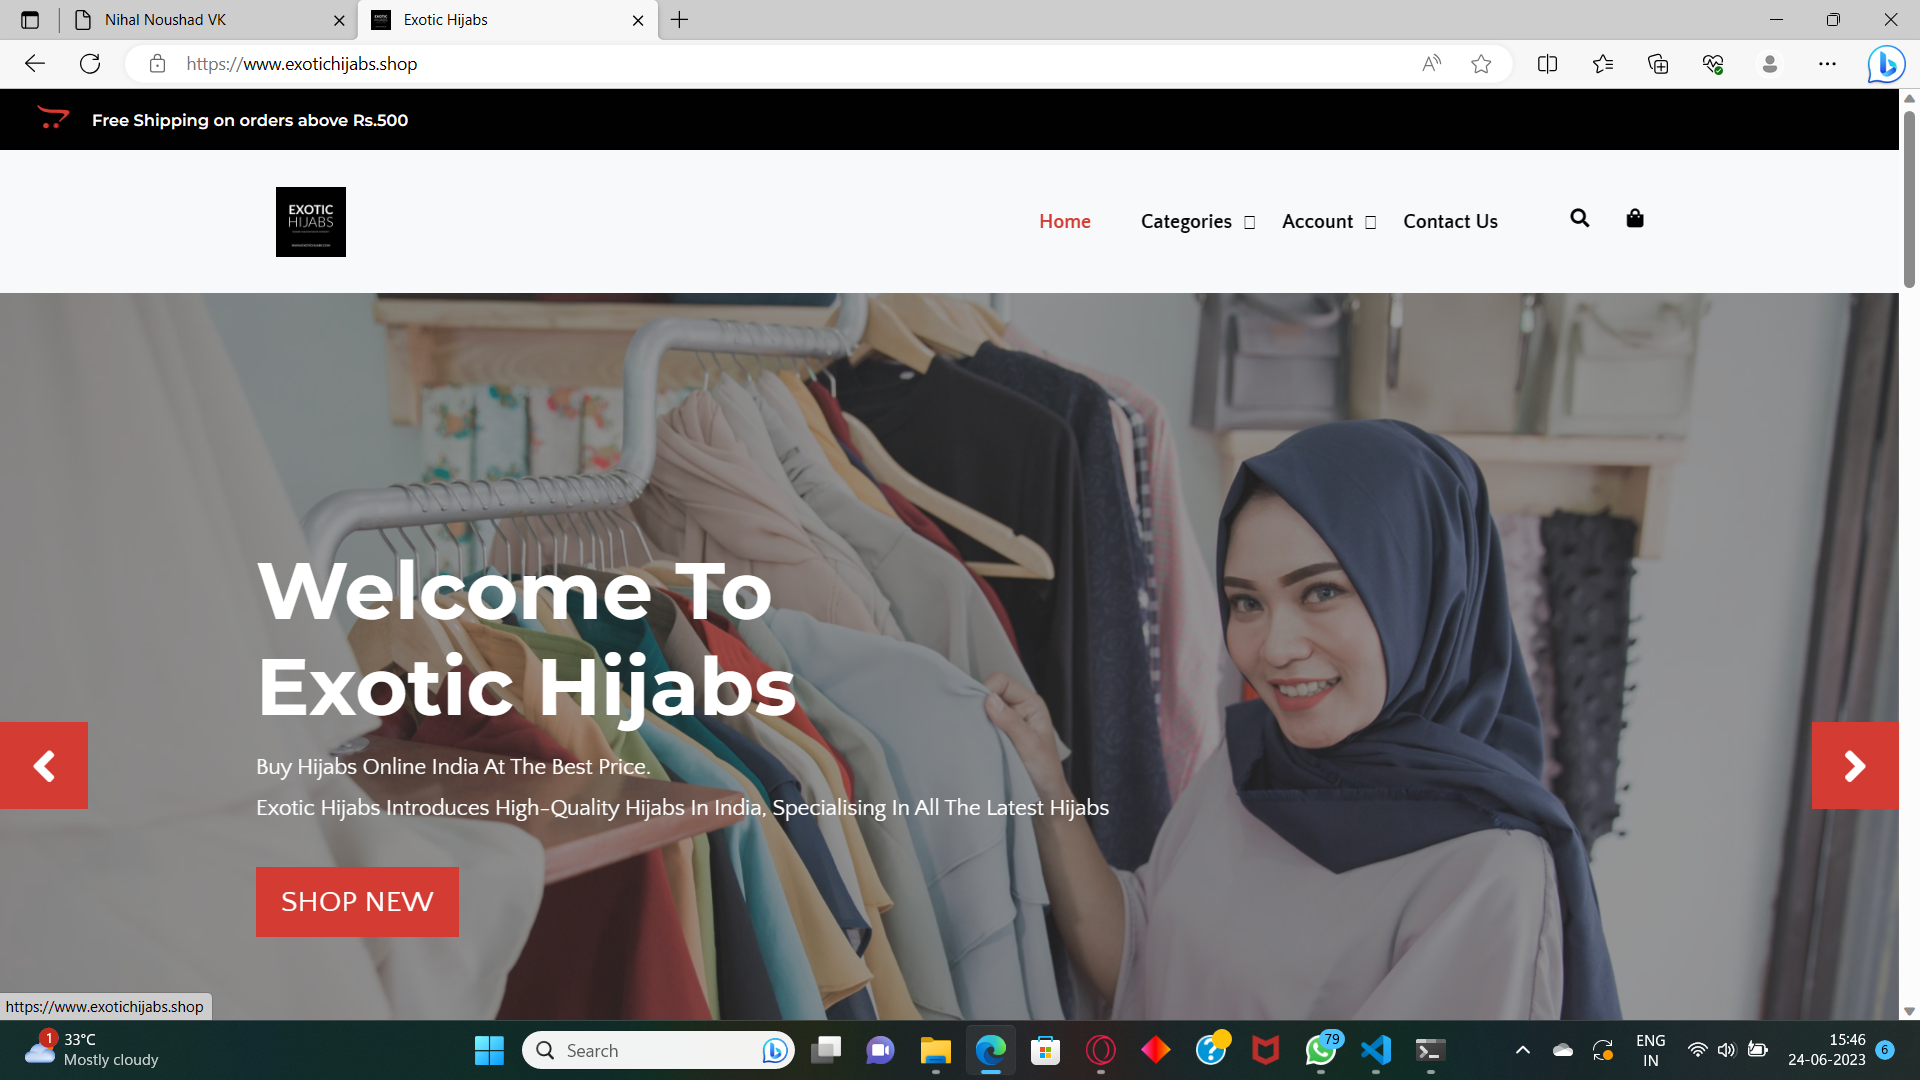 Nihal Noushad VK
Exotic Hijabs
https://www.exotichijabs.shop
Free Shipping on orders above Rs.500
EXOTIC
HIJABS
Home
Categories
Account
Contact Us
Welcome To
Exotic Hijabs
Buy Hijabs Online India At The Best Price.
Exotic Hijabs Introduces High-Quality Hijabs In India, Specialising In All The Latest Hijabs
SHOP NEW
https://www.exotichijabs.shop
1
33°C
Mostly cloudy
Search
79
ENG
IN
15:46
24-06-2023
6